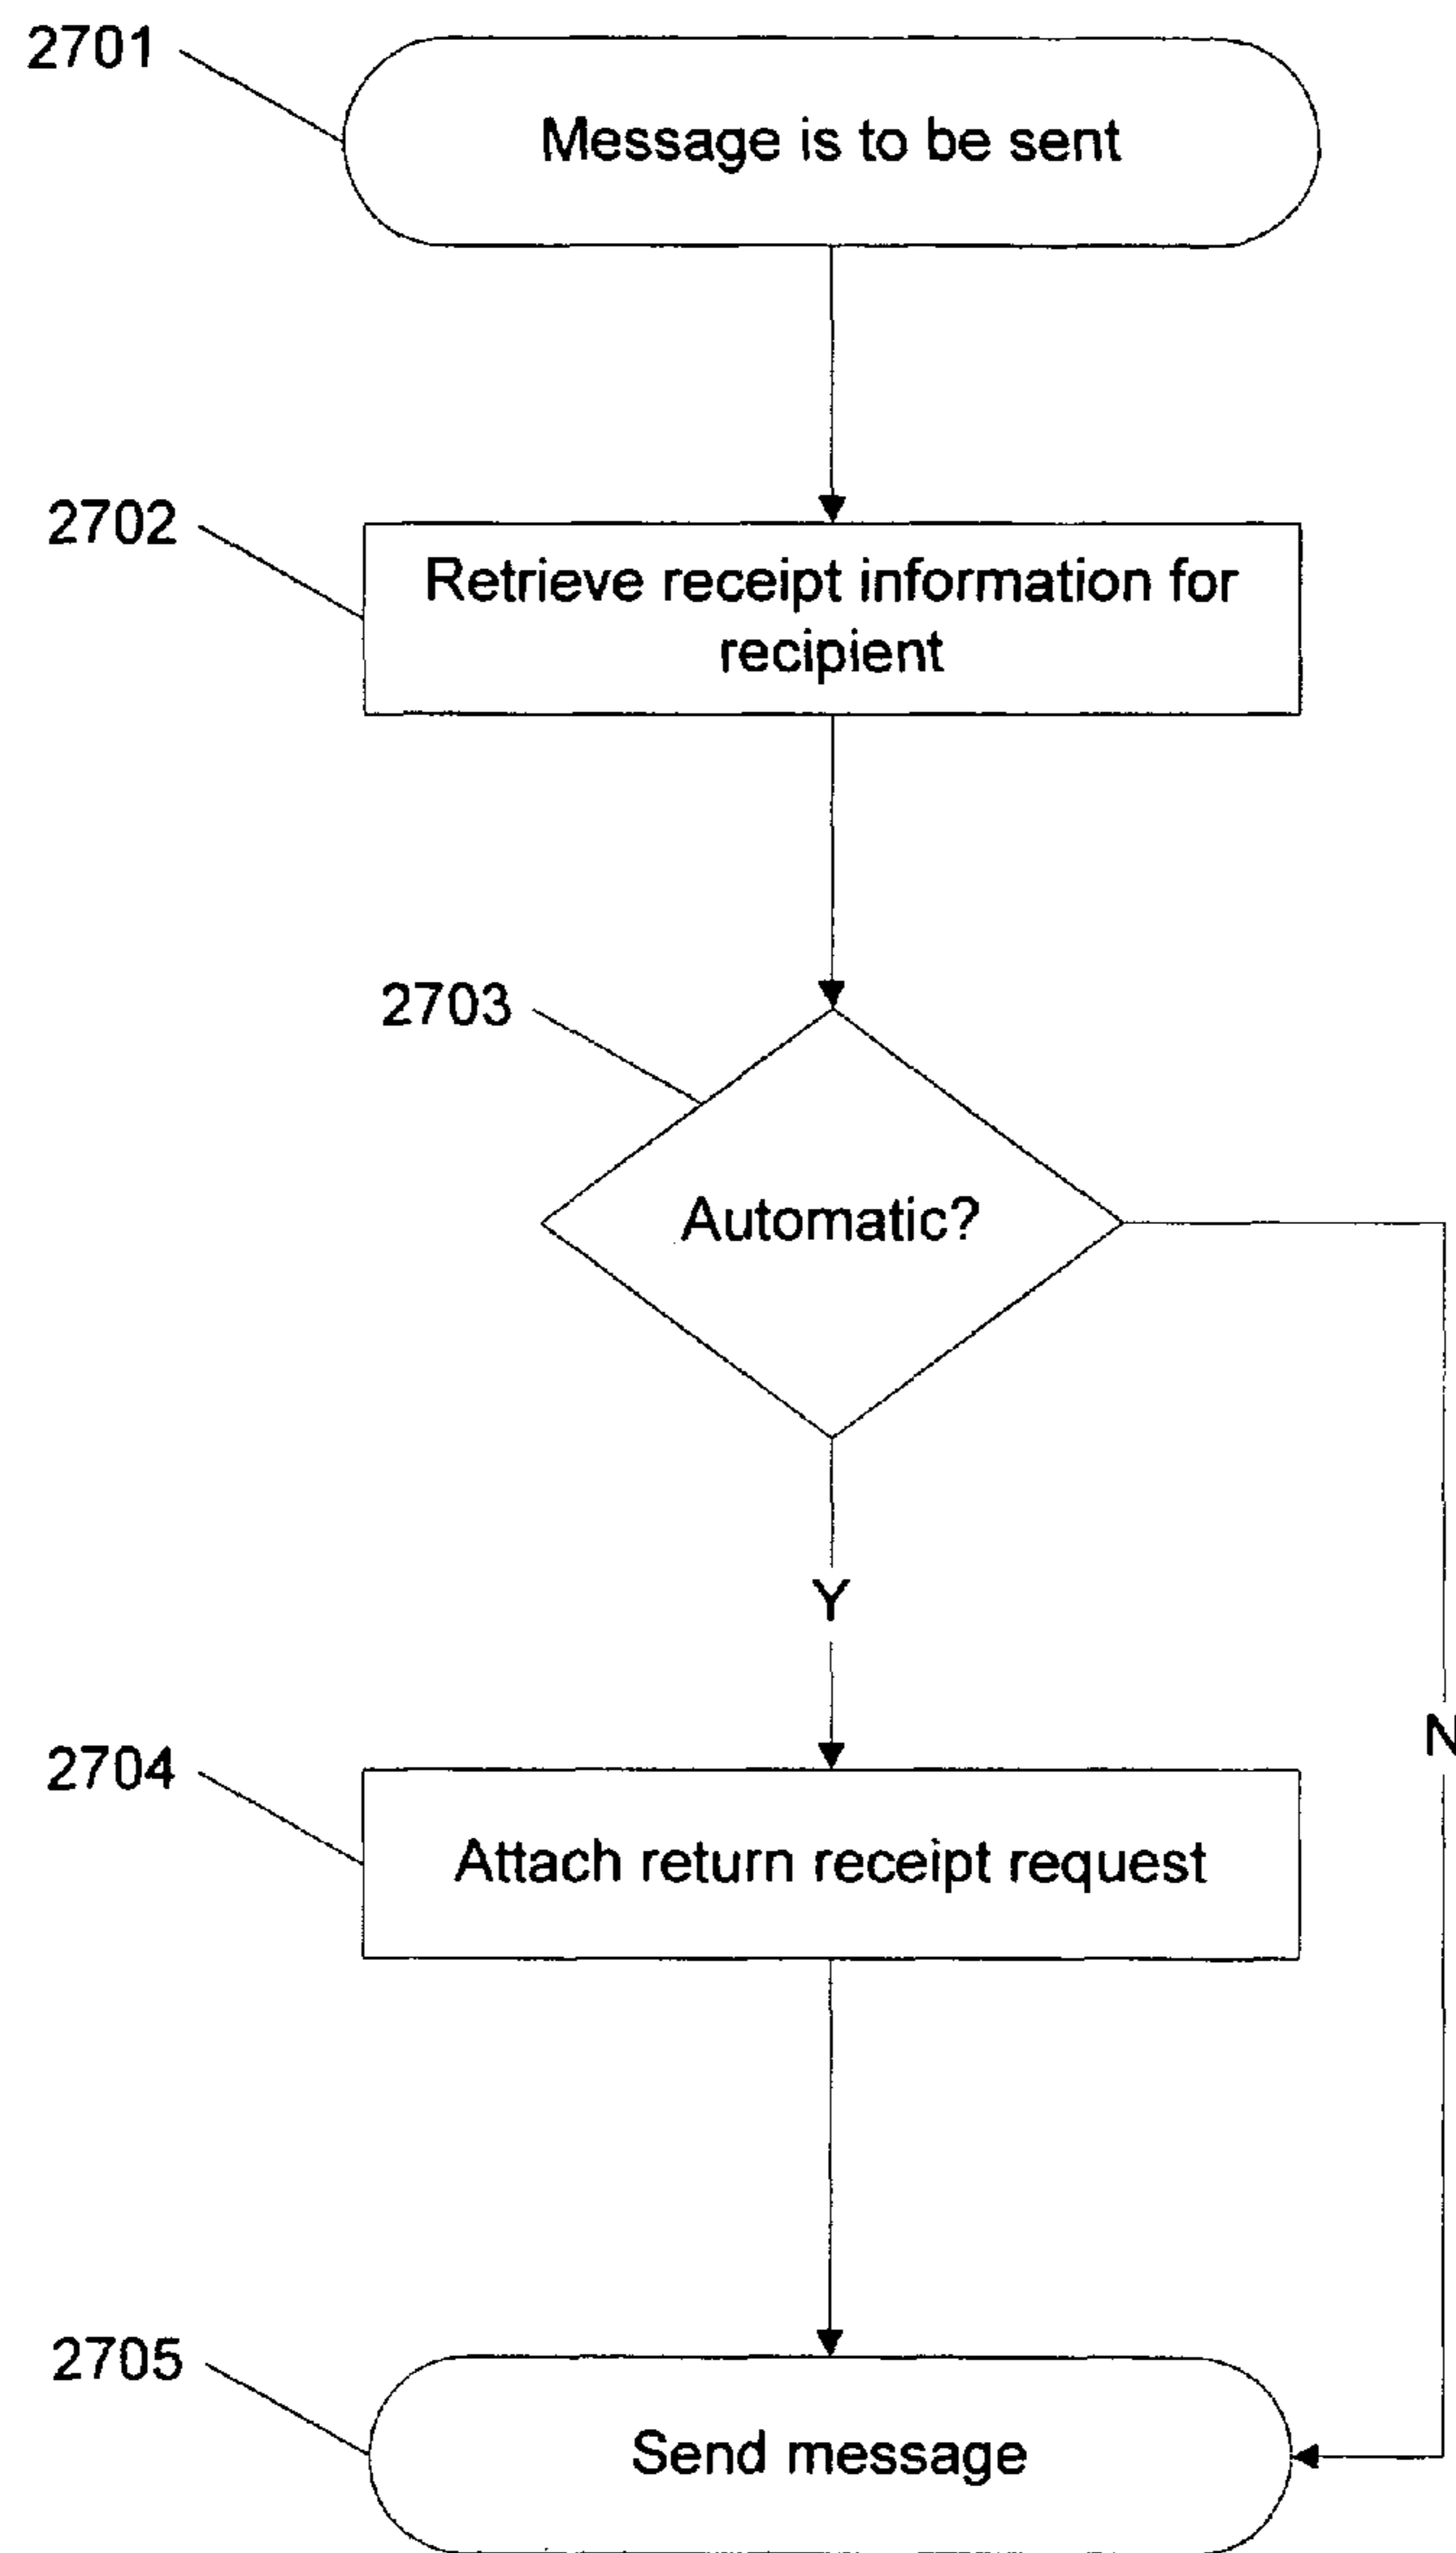 2701
Message is to be sent
2702
Retrieve receipt information for
recipient
2703
Automatic?
Y
N
2704
Attach return receipt request
2705
Send message